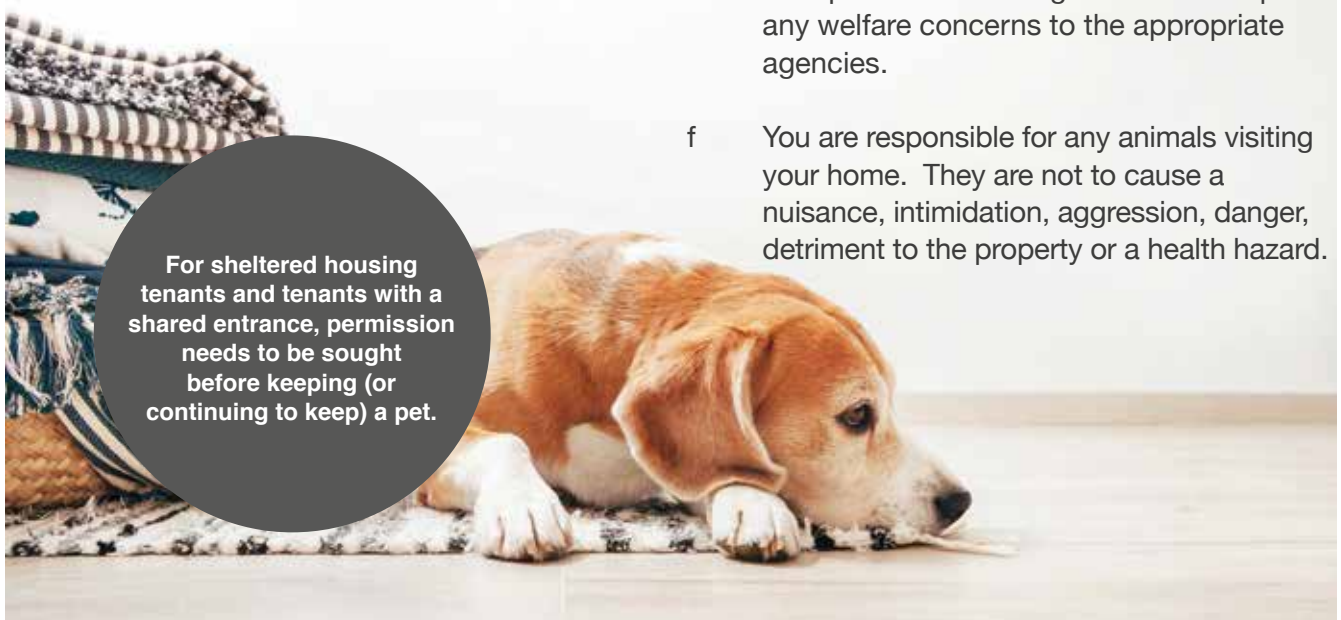 any welfare concerns to the appropriate
agencies.
f You are responsible for any animals visiting
your home. They are not to cause a
nuisance, intimidation, aggression, danger,
detriment to the property or a health hazard.
For sheltered housing
tenants and tenants with a
shared entrance, permission
needs to be sought
before keeping (or
continuing to keep) a pet.